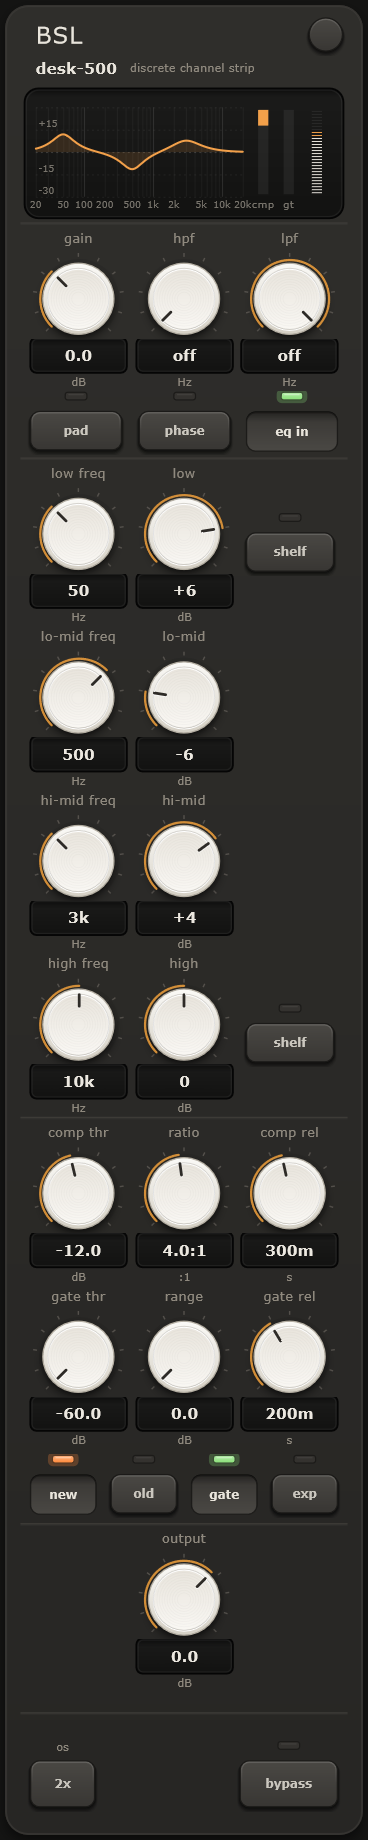 BSL
desk-500 discrete channel strip
+15
-15
-30
20 50 100 200 500 1k 2k 5k 10k 20k cmp gt
gain hpf lpf
0.0 off off
dB Hz Hz
pad phase eq in
low freq low
50 +6 shelf
Hz dB
lo-mid freq lo-mid
500 -6
Hz dB
hi-mid freq hi-mid
3k +4
Hz dB
high freq high
10k 0 shelf
Hz dB
comp thr ratio comp rel
-12.0 4.0:1 300m
dB :1 s
gate thr range gate rel
-60.0 0.0 200m
dB dB s
new old gate exp
output
0.0
dB
os
2x bypass